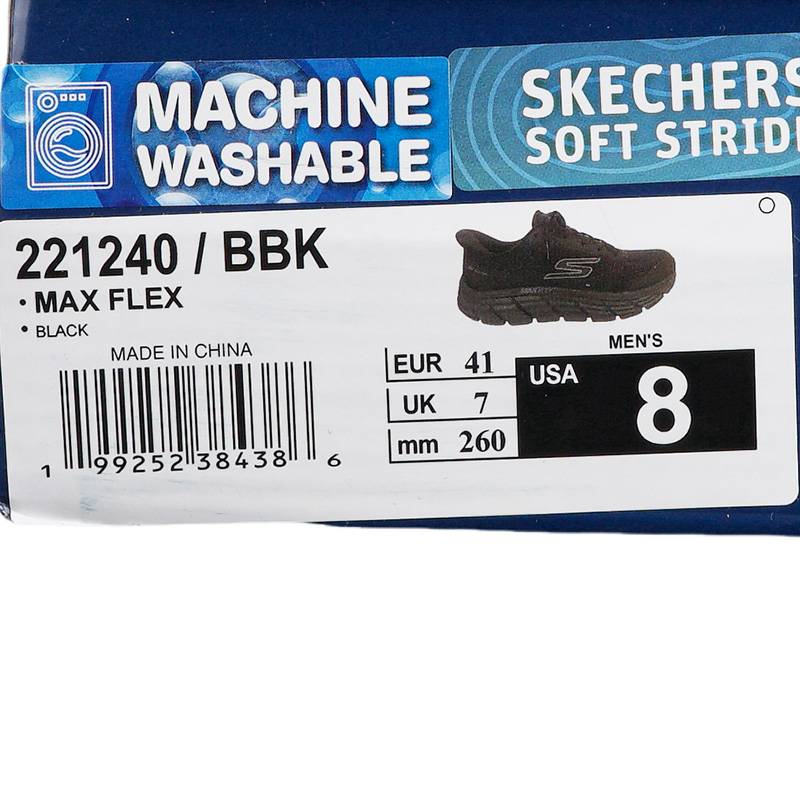 MACHINE
WASHABLE
SKECHERS
SOFT STRIDE
221240 / BBK
• MAX FLEX
• BLACK
MADE IN CHINA
1 99252 38438 6
MEN'S
EUR 41
UK 7
mm 260
USA 8